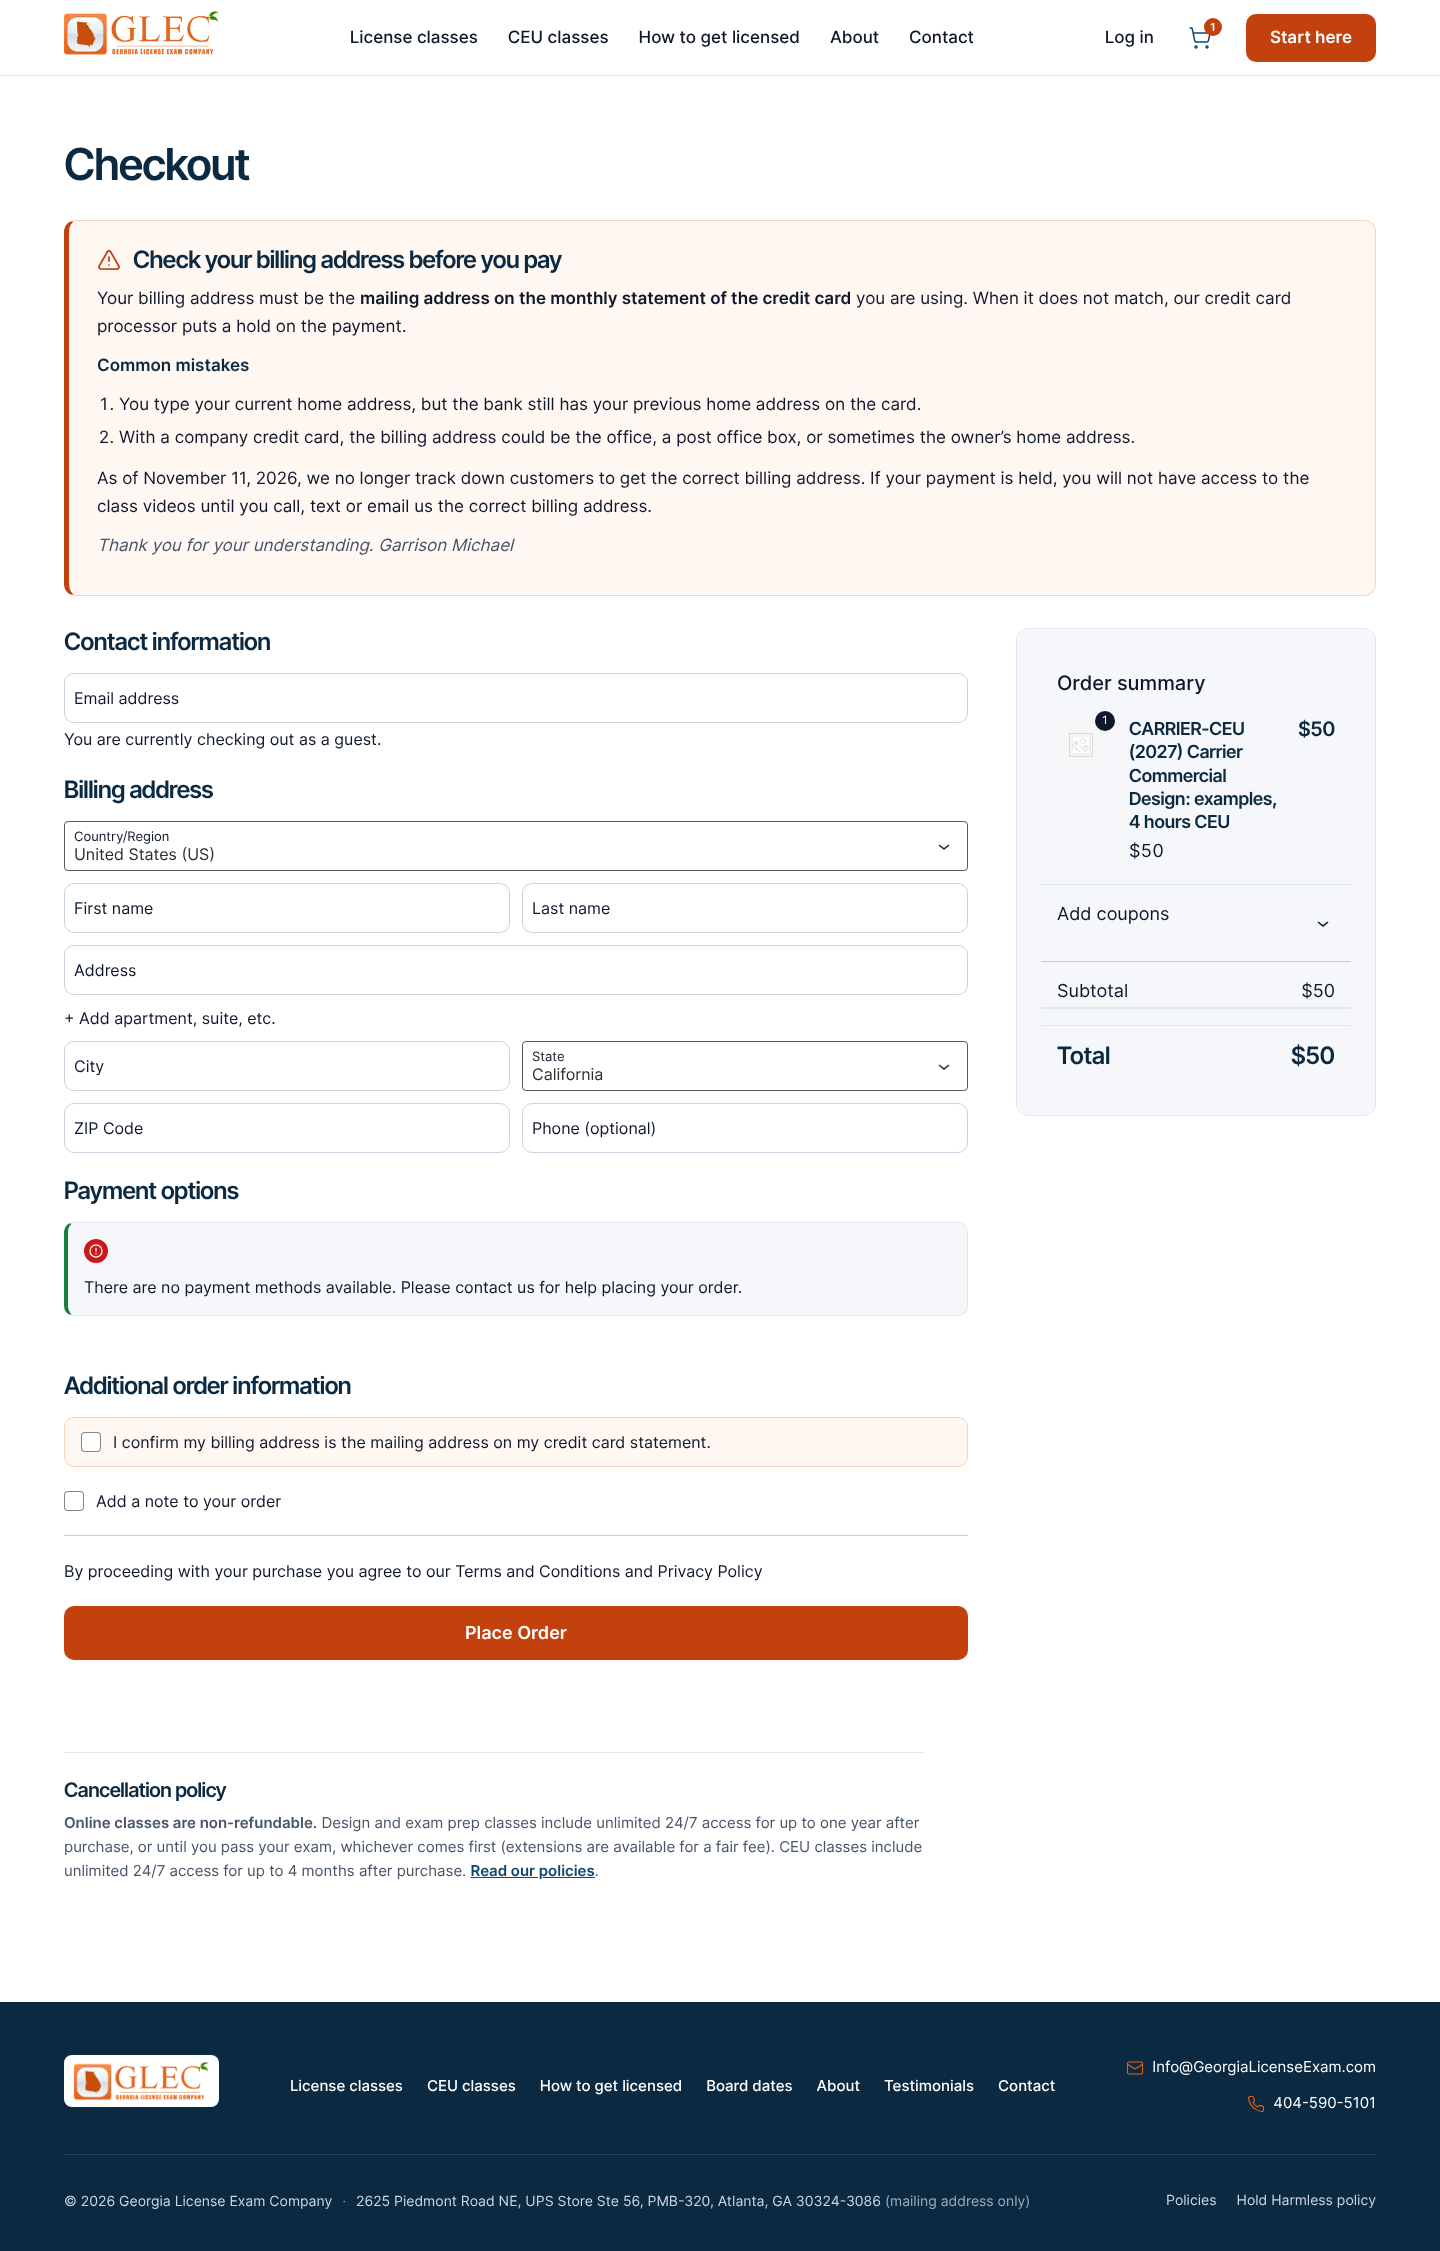 GLEC
GEORGIA LICENSE EXAM COMPANY
License classes
CEU classes
How to get licensed
About
Contact
Log in
1
Start here
Checkout
Check your billing address before you pay
Your billing address must be the mailing address on the monthly statement of the credit card you are using. When it does not match, our credit card
processor puts a hold on the payment.
Common mistakes
1. You type your current home address, but the bank still has your previous home address on the card.
2. With a company credit card, the billing address could be the office, a post office box, or sometimes the owner’s home address.
As of November 11, 2026, we no longer track down customers to get the correct billing address. If your payment is held, you will not have access to the
class videos until you call, text or email us the correct billing address.
Thank you for your understanding. Garrison Michael
Contact information
Email address
You are currently checking out as a guest.
Billing address
Country/Region
United States (US)
First name
Last name
Address
+ Add apartment, suite, etc.
City
State
California
ZIP Code
Phone (optional)
Payment options
There are no payment methods available. Please contact us for help placing your order.
Additional order information
I confirm my billing address is the mailing address on my credit card statement.
Add a note to your order
By proceeding with your purchase you agree to our Terms and Conditions and Privacy Policy
Place Order
Order summary
1
CARRIER-CEU
(2027) Carrier
Commercial
Design: examples,
4 hours CEU
$50
$50
Add coupons
Subtotal
$50
Total
$50
Cancellation policy
Online classes are non-refundable. Design and exam prep classes include unlimited 24/7 access for up to one year after
purchase, or until you pass your exam, whichever comes first (extensions are available for a fair fee). CEU classes include
unlimited 24/7 access for up to 4 months after purchase. Read our policies.
GLEC
GEORGIA LICENSE EXAM COMPANY
License classes
CEU classes
How to get licensed
Board dates
About
Testimonials
Contact
Info@GeorgiaLicenseExam.com
404-590-5101
© 2026 Georgia License Exam Company · 2625 Piedmont Road NE, UPS Store Ste 56, PMB-320, Atlanta, GA 30324-3086 (mailing address only)
Policies
Hold Harmless policy